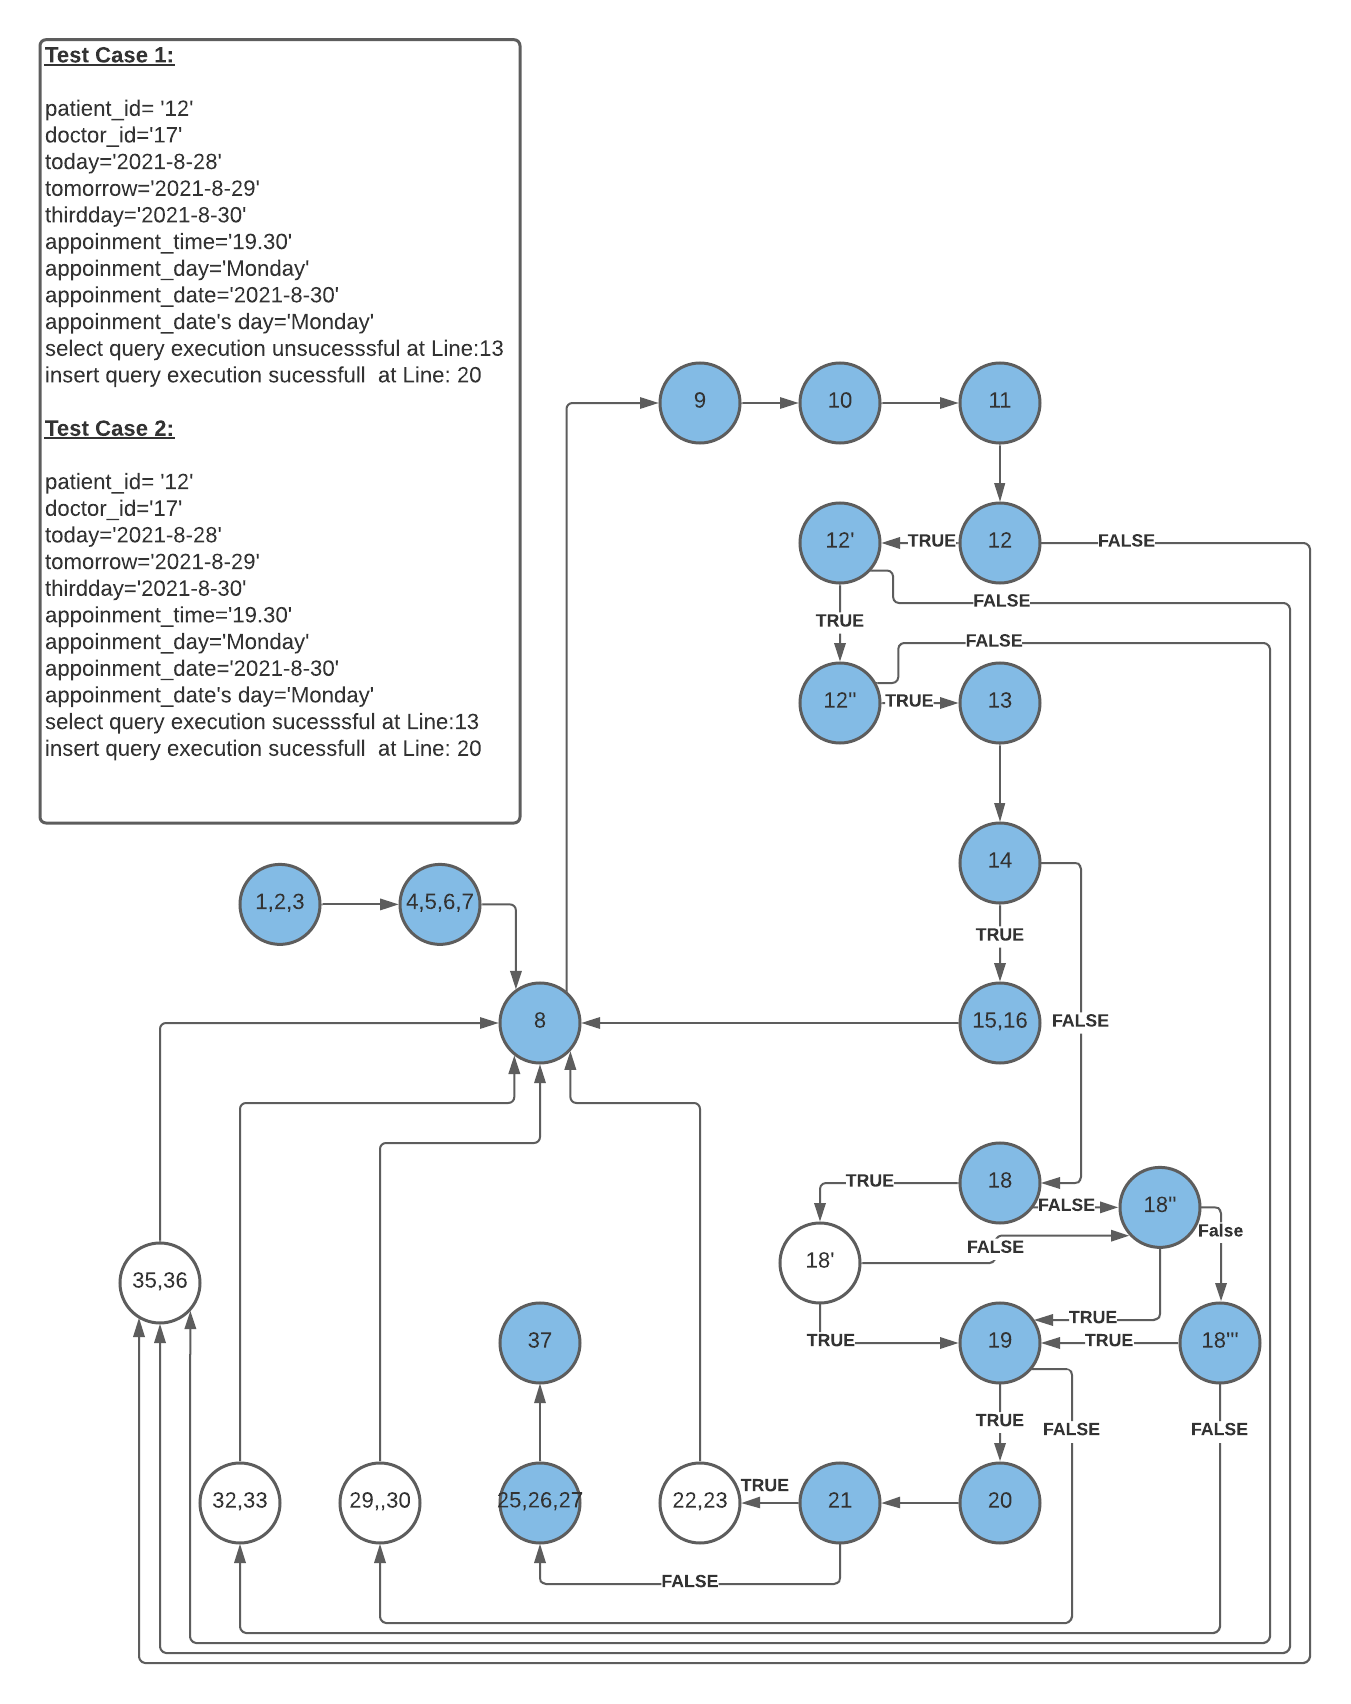 Test Case 1:
patient_id= '12'
doctor_id='17'
today='2021-8-28'
tomorrow='2021-8-29'
thirdday='2021-8-30'
appoinment_time='19.30'
appoinment_day='Monday'
appoinment_date='2021-8-30'
appoinment_date's day='Monday'
select query execution unsucesssful at Line:13
insert query execution sucessfull  at Line: 20
Test Case 2:
patient_id= '12'
doctor_id='17'
today='2021-8-28'
tomorrow='2021-8-29'
thirdday='2021-8-30'
appoinment_time='19.30'
appoinment_day='Monday'
appoinment_date='2021-8-30'
appoinment_date's day='Monday'
select query execution sucesssful at Line:13
insert query execution sucessfull  at Line: 20
9
10
11
12'
TRUE
12
FALSE
FALSE
TRUE
FALSE
12''
TRUE
13
14
1,2,3
4,5,6,7
TRUE
8
15,16
FALSE
18
TRUE
FALSE
18''
False
FALSE
18'
35,36
TRUE
37
TRUE
19
TRUE
18'''
TRUE
FALSE
FALSE
TRUE
32,33
29,,30
25,26,27
22,23
21
20
FALSE